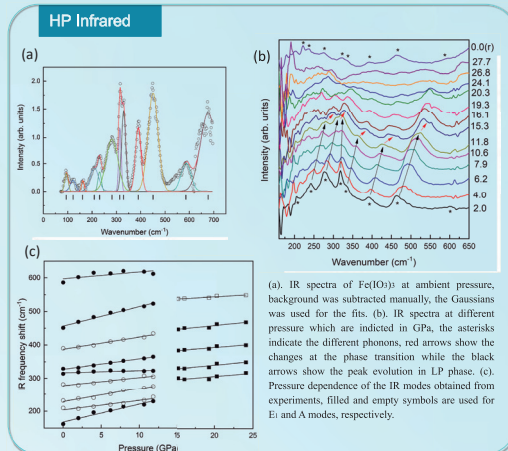 HP Infrared
(a)
Intensity (arb. units)
2.0
1.5
1.0
0.5
0.0
0 100 200 300 400 500 600 700
Wavenumber (cm⁻¹)
(b)
Intensity (arb. units)
0.0(r)
27.7
26.8
24.1
20.3
19.3
16.1
15.3
11.8
10.6
7.9
6.2
4.0
2.0
200 250 300 350 400 450 500 550 600 650
Wavenumber (cm⁻¹)
(c)
R frequency shift (cm⁻¹)
600
500
400
300
200
0 5 10 15 20 25
Pressure (GPa)
(a). IR spectra of Fe(IO₃)₃ at ambient pressure,
background was subtracted manually, the Gaussians
was used for the fits. (b). IR spectra at different
pressure which are indicted in GPa, the asterisks
indicate the different phonons, red arrows show the
changes at the phase transition while the black
arrows show the peak evolution in LP phase. (c).
Pressure dependence of the IR modes obtained from
experiments, filled and empty symbols are used for
E₁ and A modes, respectively.